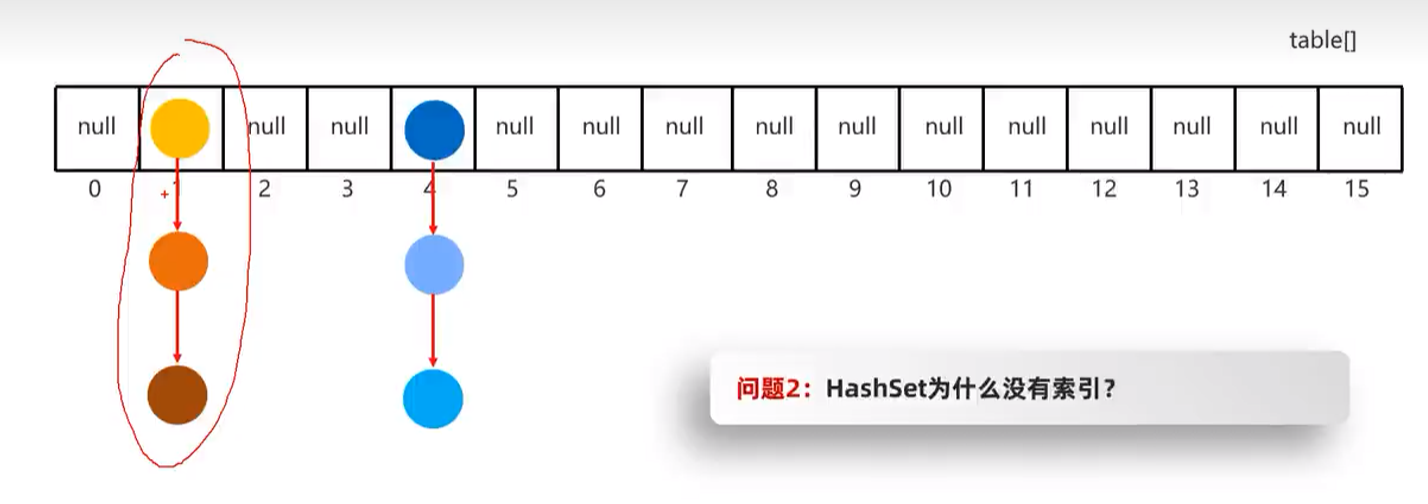 table[]
null null null null null null null null null null null null null null
0 1 2 3 4 5 6 7 8 9 10 11 12 13 14 15
问题2：HashSet为什么没有索引？